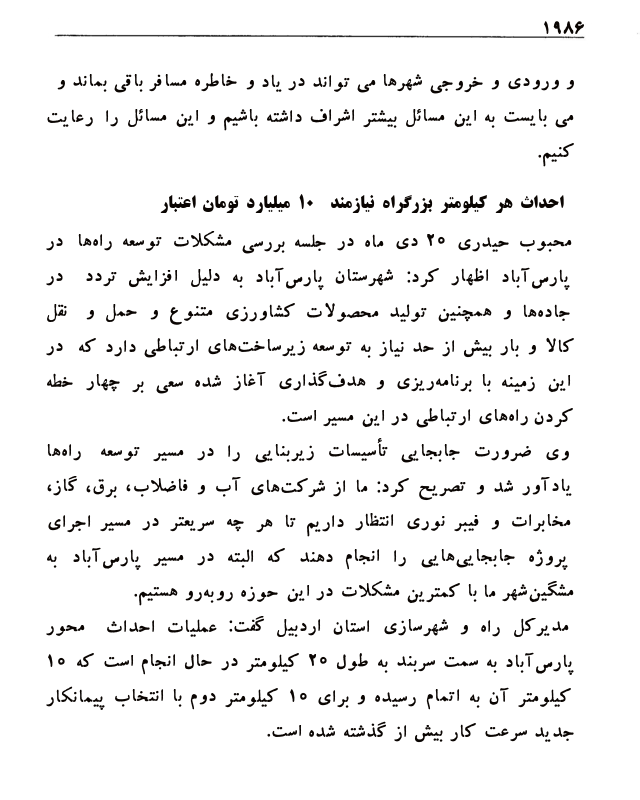 ۱۹۸۶
و ورودی و خروجی شهرها می تواند در یاد و خاطره مسافر باقی بماند و
می بایست به این مسائل بیشتر اشراف داشته باشیم و این مسائل را رعایت
کنیم.
احداث هر کیلومتر بزرگراه نیازمند ۱۰ میلیارد تومان اعتبار
محبوب حیدری ۲۵ دی ماه در جلسه بررسی مشکلات توسعه راه‌ها در
پارس‌آباد اظهار کرد: شهرستان پارس‌آباد به دلیل افزایش تردد در
جاده‌ها و همچنین تولید محصولات کشاورزی متنوع و حمل و نقل
کالا و بار بیش از حد نیاز به توسعه زیرساخت‌های ارتباطی دارد که در
این زمینه با برنامه‌ریزی و هدف‌گذاری آغاز شده سعی بر چهار خطه
کردن راه‌های ارتباطی در این مسیر است.
وی ضرورت جابجایی تأسیسات زیربنایی را در مسیر توسعه راه‌ها
یادآور شد و تصریح کرد: ما از شرکت‌های آب و فاضلاب، برق، گاز،
مخابرات و فیبر نوری انتظار داریم تا هر چه سریعتر در مسیر اجرای
پروژه جابجایی‌هایی را انجام دهند که البته در مسیر پارس‌آباد به
مشگین‌شهر ما با کمترین مشکلات در این حوزه روبه‌رو هستیم.
مدیرکل راه و شهرسازی استان اردبیل گفت: عملیات احداث محور
پارس‌آباد به سمت سربند به طول ۲۵ کیلومتر در حال انجام است که ۱۵
کیلومتر آن به اتمام رسیده و برای ۱۰ کیلومتر دوم با انتخاب پیمانکار
جدید سرعت کار بیش از گذشته شده است.